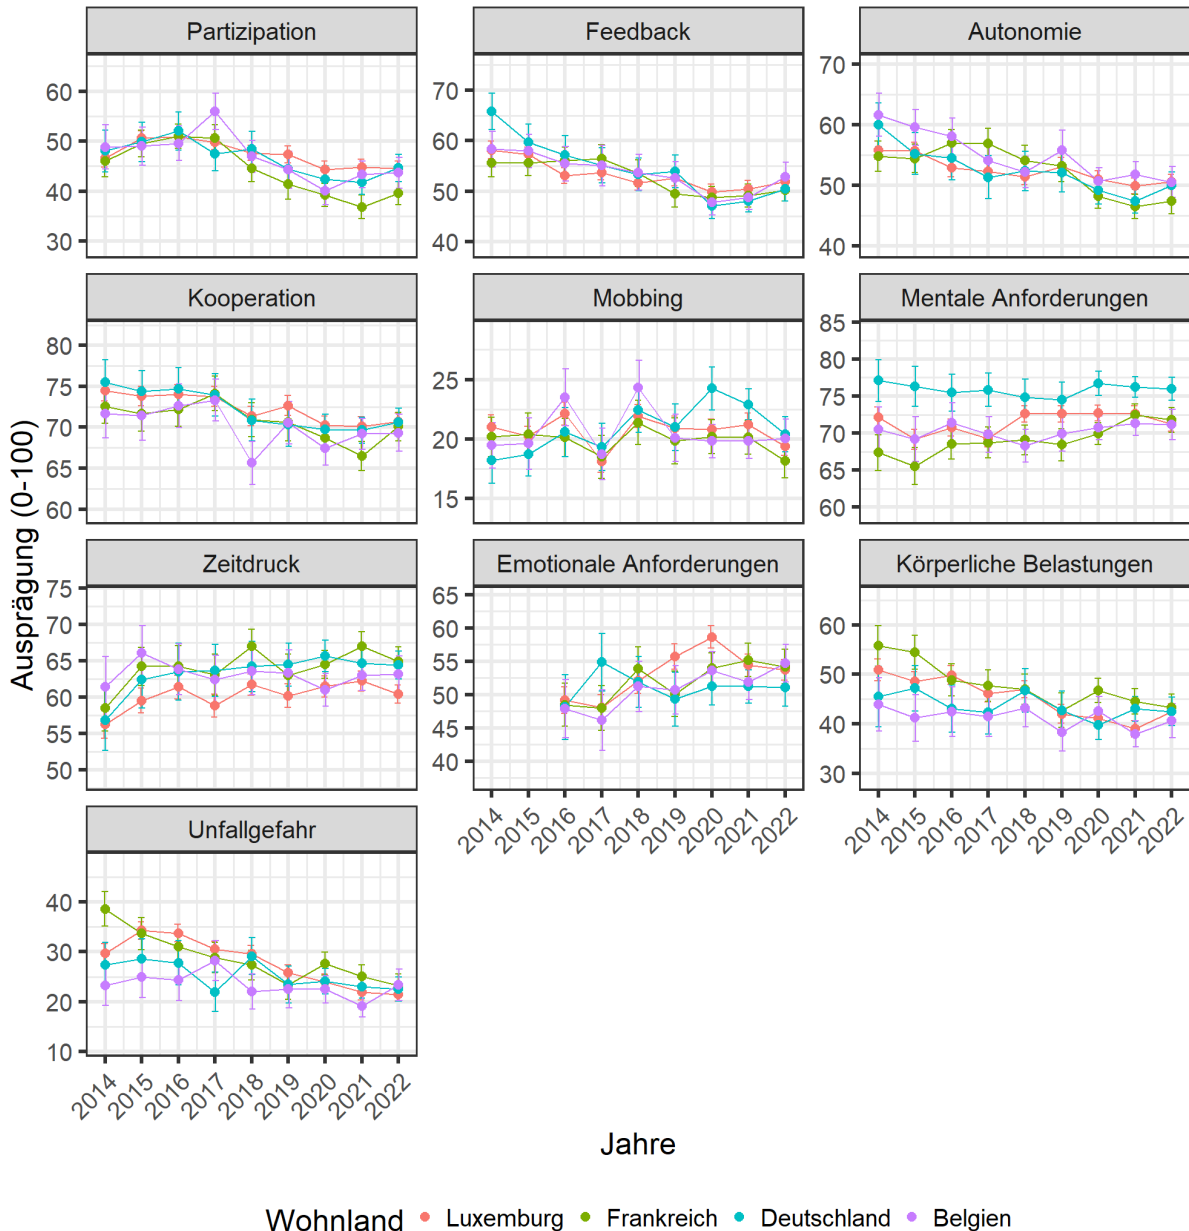 Partizipation
Feedback
Autonomie
60
50
40
30
70
60
50
40
70
60
50
40
Kooperation
Mobbing
Mentale Anforderungen
80
75
70
65
60
25
20
15
85
80
75
70
65
60
Zeitdruck
Emotionale Anforderungen
Körperliche Belastungen
75
70
65
60
55
50
65
60
55
50
45
40
60
50
40
30
2014 2015 2016 2017 2018 2019 2020 2021 2022
2014 2015 2016 2017 2018 2019 2020 2021 2022
Unfallgefahr
40
30
20
10
2014 2015 2016 2017 2018 2019 2020 2021 2022
Ausprägung (0-100)
Jahre
Wohnland Luxemburg Frankreich Deutschland Belgien